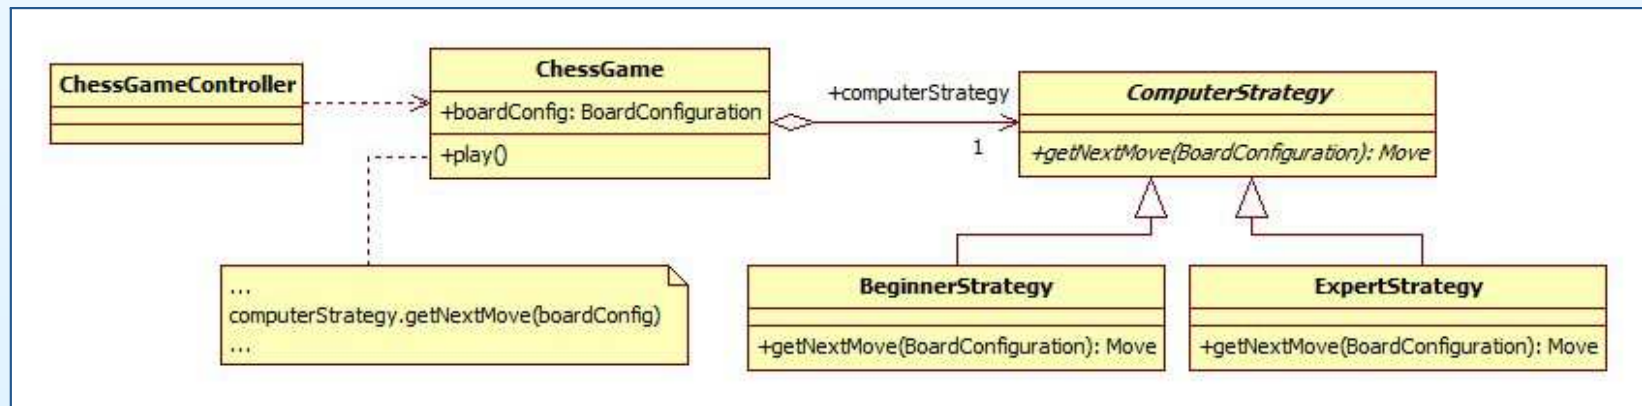 ChessGameController
ChessGame
+boardConfig: BoardConfiguration
+play()
+computerStrategy
1
ComputerStrategy
+getNextMove(BoardConfiguration): Move
...
computerStrategy.getNextMove(boardConfig)
...
BeginnerStrategy
+getNextMove(BoardConfiguration): Move
ExpertStrategy
+getNextMove(BoardConfiguration): Move